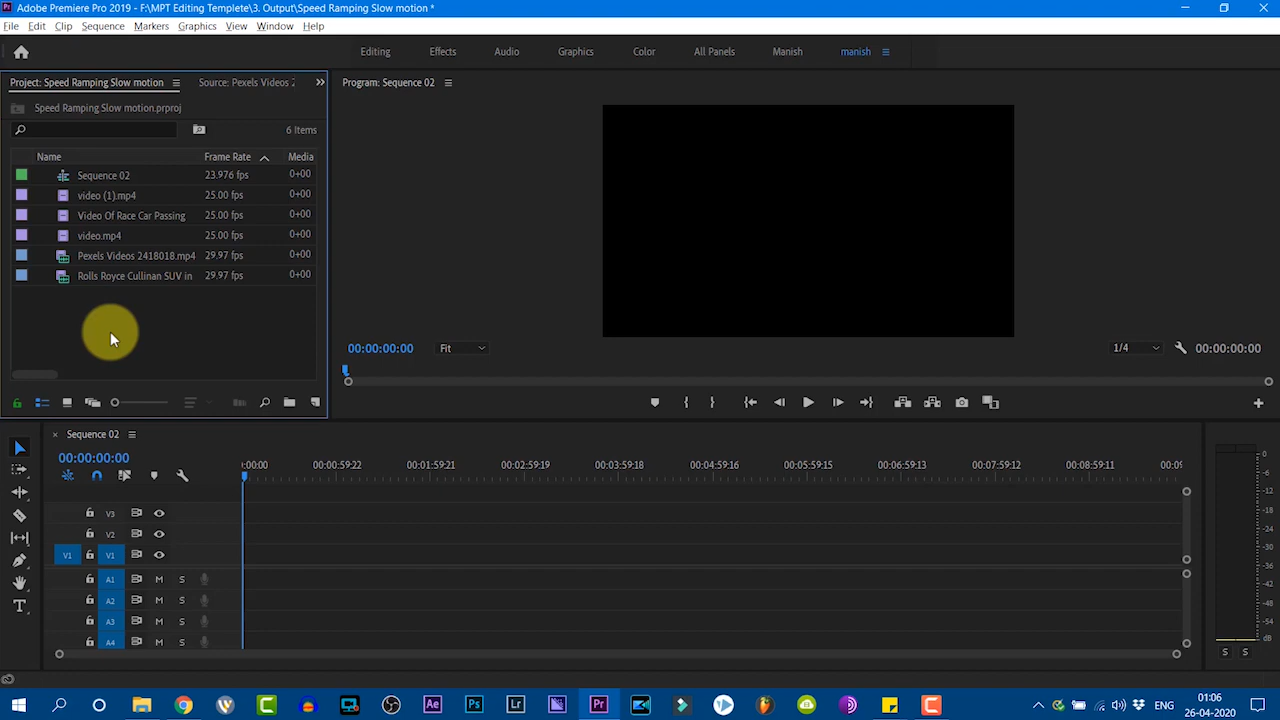 Adobe Premiere Pro 2019 - F:\MPT Editing Templete\3. Output\Speed Ramping Slow motion *
File Edit Clip Sequence Markers Graphics View Window Help
Editing Effects Audio Graphics Color All Panels Manish manish
Project: Speed Ramping Slow motion Source: Pexels Videos 2 Program: Sequence 02
Speed Ramping Slow motion.prproj
6 Items
Name Frame Rate Media
Sequence 02 23.976 fps 0+00
video (1).mp4 25.00 fps 0+00
Video Of Race Car Passing 25.00 fps 0+00
video.mp4 25.00 fps 0+00
Pexels Videos 2418018.mp4 29.97 fps 0+00
Rolls Royce Cullinan SUV in 29.97 fps 0+00
00:00:00:00 Fit 1/4 00:00:00:00
Sequence 02
00:00:00:00
:00:00 00:00:59:22 00:01:59:21 00:02:59:19 00:03:59:18 00:04:59:16 00:05:59:15 00:06:59:13 00:07:59:12 00:08:59:11 00:09
0
-6
-12
-18
-24
-30
-36
-42
-48
-54
dB
V3
V2
V1 V1
A1 M S
A2 M S
A3 M S
A4 M S
S S
T
Ae Ps Lr Pr
ENG
01:06
26-04-2020